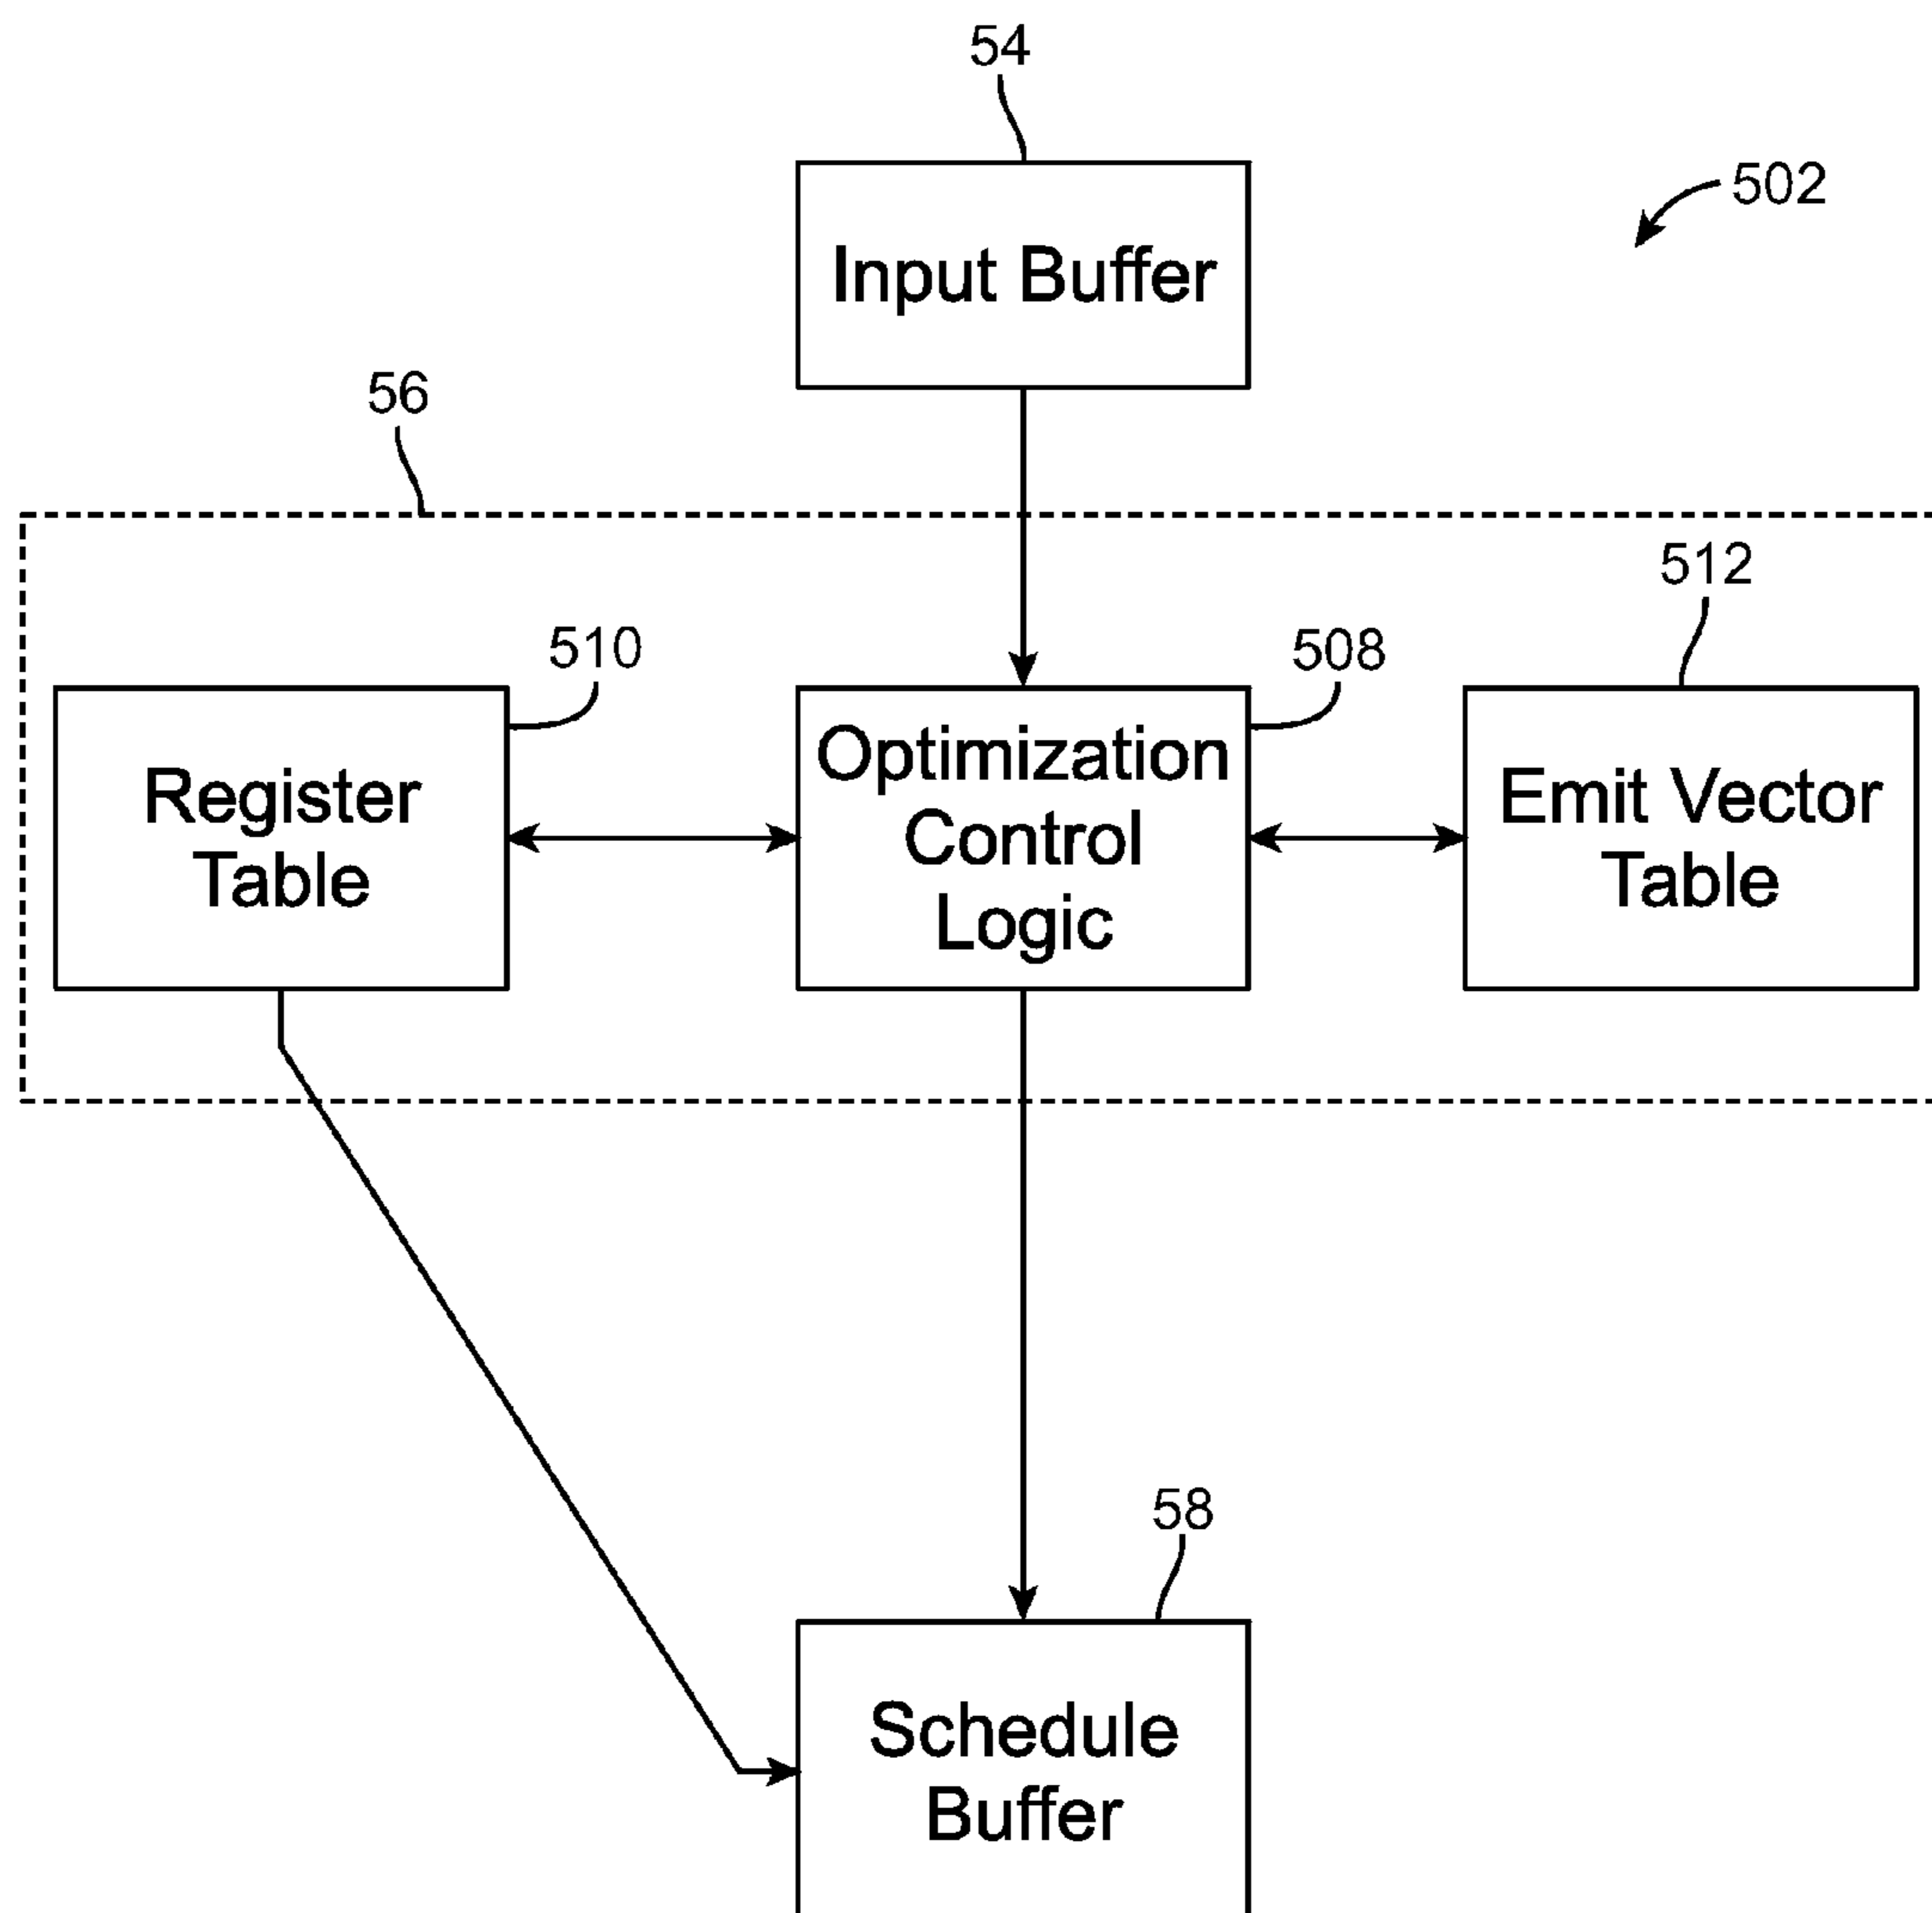 54
502
Input Buffer
56
512
510
508
Register
Table
Optimization
Control
Logic
Emit Vector
Table
58
Schedule
Buffer